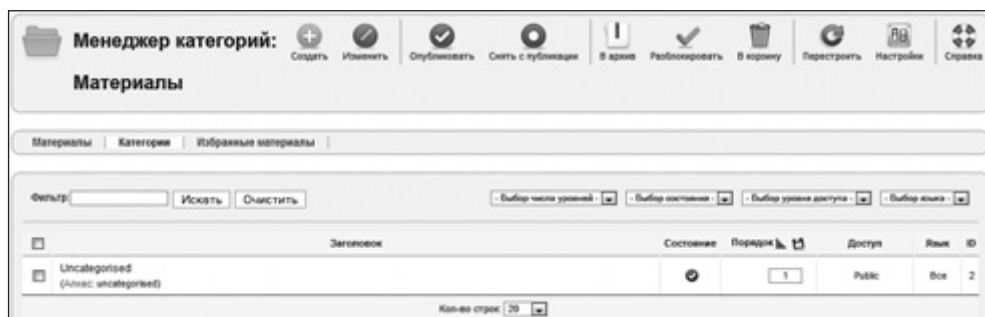 Менеджер категорий:
Материалы
Создать Изменить Опубликовать Снять с публикации В архив Разблокировать В корзину Перестроить Настройки Справка
Материалы Категории Избранные материалы
Фильтр: Искать Очистить - Выбор числа уровней - - Выбор состояния - - Выбор уровня доступа - - Выбор языка -
Заголовок Состояние Порядок Доступ Язык ID
Uncategorised 1 Public Все 2
(Алиас: uncategorised)
Кол-во строк: 20